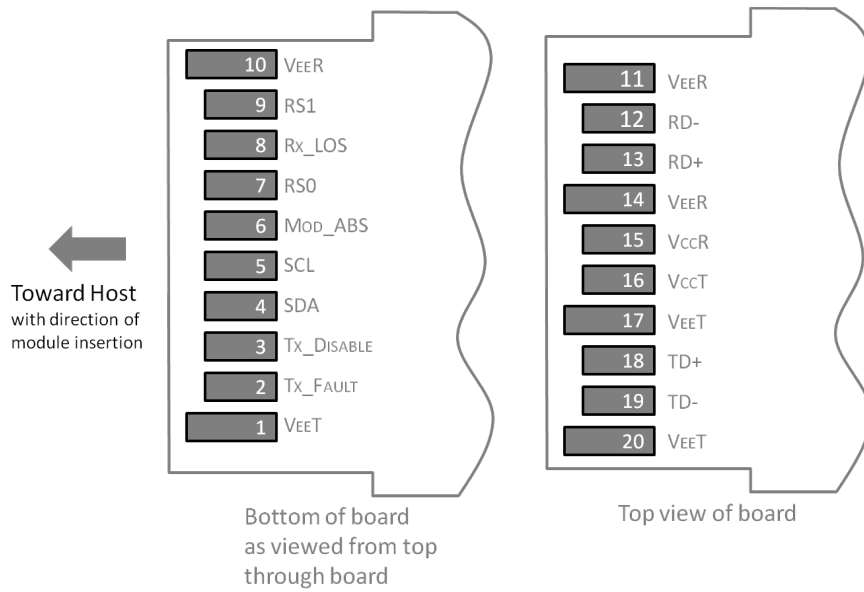 10 VEER
9 RS1
8 RX_LOS
7 RS0
6 MOD_ABS
5 SCL
4 SDA
3 TX_DISABLE
2 TX_FAULT
1 VEET
Toward Host
with direction of
module insertion
Bottom of board
as viewed from top
through board
11 VEER
12 RD-
13 RD+
14 VEER
15 VCCR
16 VCCT
17 VEET
18 TD+
19 TD-
20 VEET
Top view of board